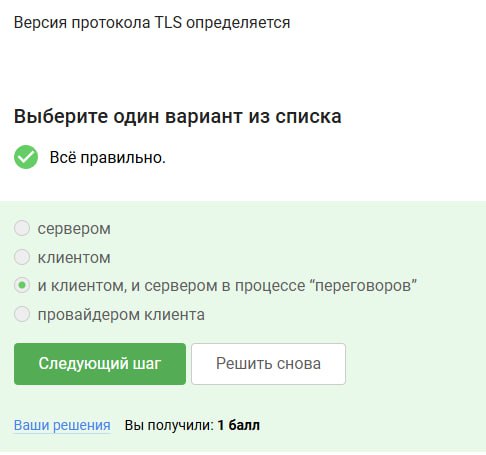 Версия протокола TLS определяется
Выберите один вариант из списка
Всё правильно.
сервером
клиентом
и клиентом, и сервером в процессе “переговоров”
провайдером клиента
Следующий шаг
Решить снова
Ваши решения Вы получили: 1 балл